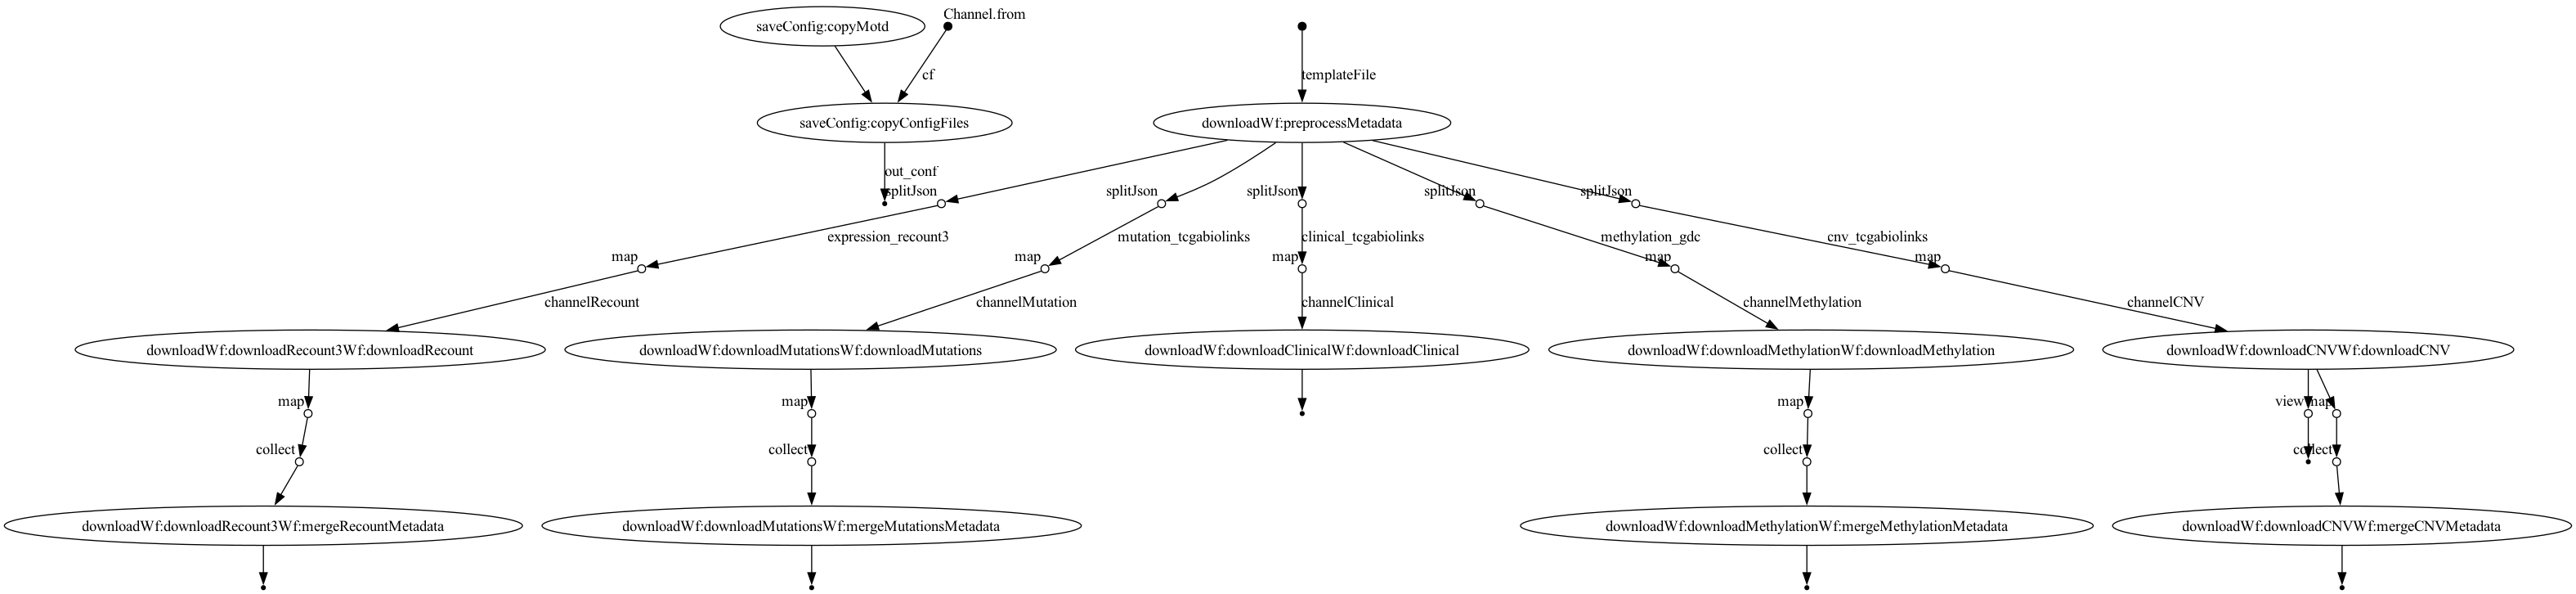 Channel.from
saveConfig:copyMotd
cf
templateFile
saveConfig:copyConfigFiles
downloadWf:preprocessMetadata
out_conf
splitJson
splitJson
splitJson
splitJson
splitJson
expression_recount3
mutation_tcgabiolinks
clinical_tcgabiolinks
methylation_gdc
cnv_tcgabiolinks
map
map
map
map
map
channelRecount
channelMutation
channelClinical
channelMethylation
channelCNV
downloadWf:downloadRecount3Wf:downloadRecount
downloadWf:downloadMutationsWf:downloadMutations
downloadWf:downloadClinicalWf:downloadClinical
downloadWf:downloadMethylationWf:downloadMethylation
downloadWf:downloadCNVWf:downloadCNV
map
map
map
view
map
collect
collect
collect
collect
downloadWf:downloadRecount3Wf:mergeRecountMetadata
downloadWf:downloadMutationsWf:mergeMutationsMetadata
downloadWf:downloadMethylationWf:mergeMethylationMetadata
downloadWf:downloadCNVWf:mergeCNVMetadata